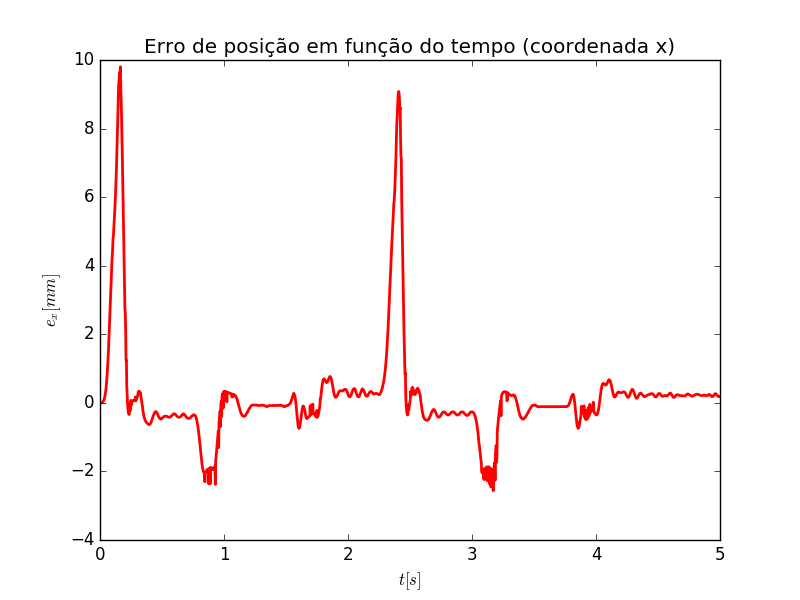 Erro de posição em função do tempo (coordenada x)
10
8
6
4
2
0
−2
−4
e_x[mm]
0 1 2 3 4 5
t[s]